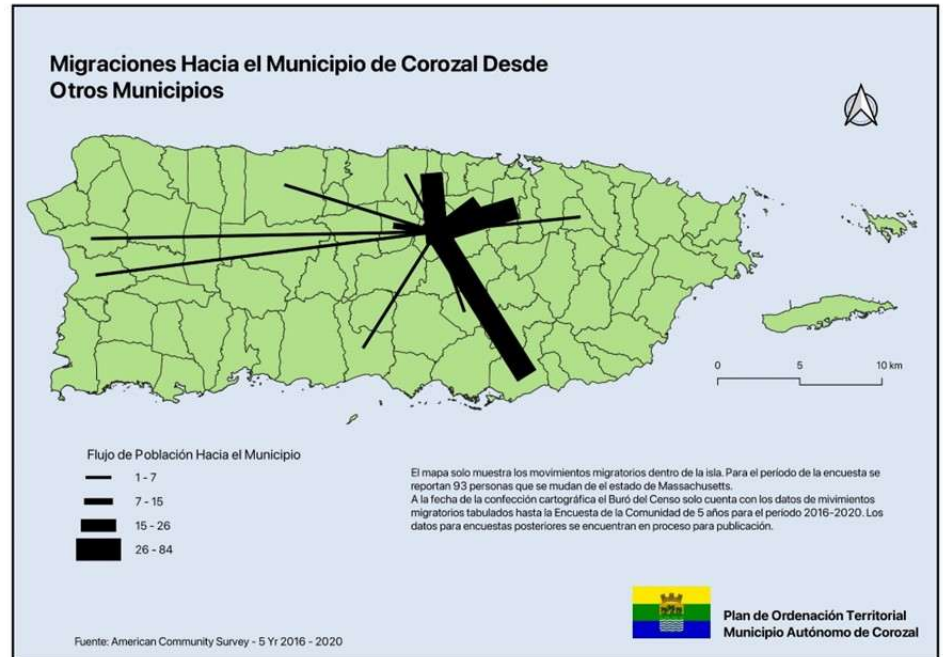 Migraciones Hacia el Municipio de Corozal Desde
Otros Municipios
0 5 10 km
Flujo de Población Hacia el Municipio
1 - 7
7 - 15
15 - 26
26 - 84
El mapa solo muestra los movimientos migratorios dentro de la isla. Para el período de la encuesta se
reportan 93 personas que se mudan de el estado de Massachusetts.
A la fecha de la confección cartográfica el Buró del Censo solo cuenta con los datos de mivimientos
migratorios tabulados hasta la Encuesta de la Comunidad de 5 años para el período 2016-2020. Los
datos para encuestas posteriores se encuentran en proceso para publicación.
Plan de Ordenación Territorial
Municipio Autónomo de Corozal
Fuente: American Community Survey - 5 Yr 2016 - 2020